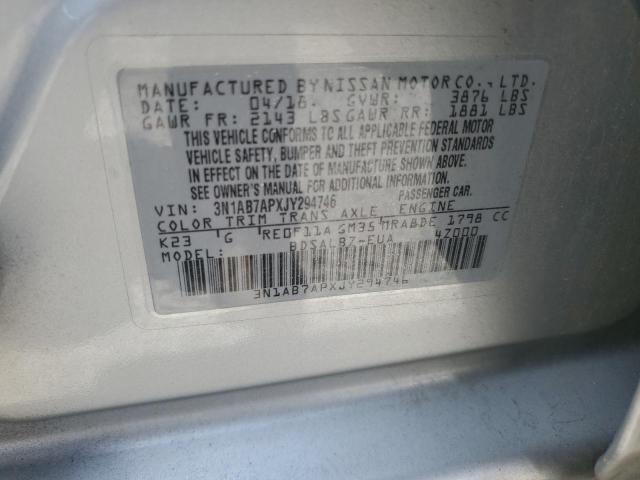 MANUFACTURED BY NISSAN MOTOR CO., LTD.
DATE: 04/18 GVWR: 3876 LBS
GAWR FR: 2143 LBS GAWR RR: 1881 LBS
THIS VEHICLE CONFORMS TO ALL APPLICABLE FEDERAL MOTOR
VEHICLE SAFETY, BUMPER AND THEFT PREVENTION STANDARDS
IN EFFECT ON THE DATE OF MANUFACTURE SHOWN ABOVE.
SEE OWNER'S MANUAL FOR ADDITIONAL INFORMATION.
VIN: 3N1AB7APXJY294746 PASSENGER CAR.
COLOR TRIM TRANS AXLE ENGINE
K23 G RE0F11A GM35 MRA8DE 1798 CC
MODEL: BDSALB7-EUA 4Z000
3N1AB7APXJY294746